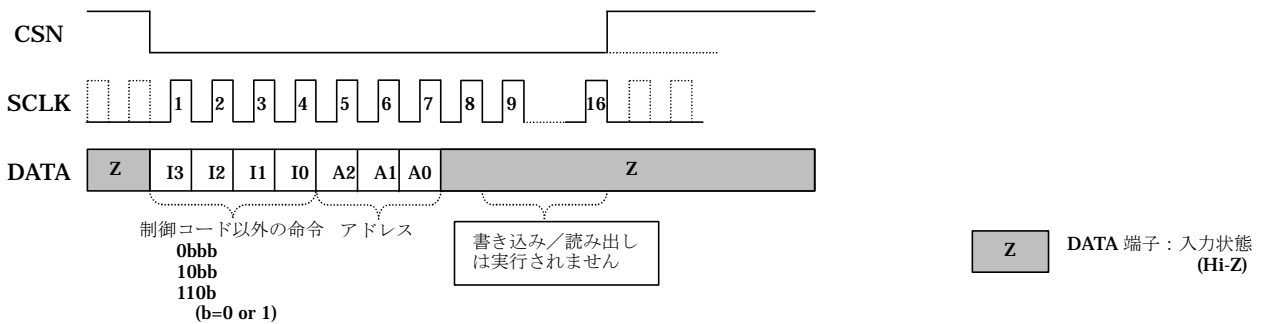 CSN
SCLK 1 2 3 4 5 6 7 8 9 16
DATA Z I3 I2 I1 I0 A2 A1 A0 Z
制御コード以外の命令 アドレス
0bbb
10bb
110b
(b=0 or 1)
書き込み／読み出し
は実行されません
Z DATA 端子：入力状態
(Hi-Z)